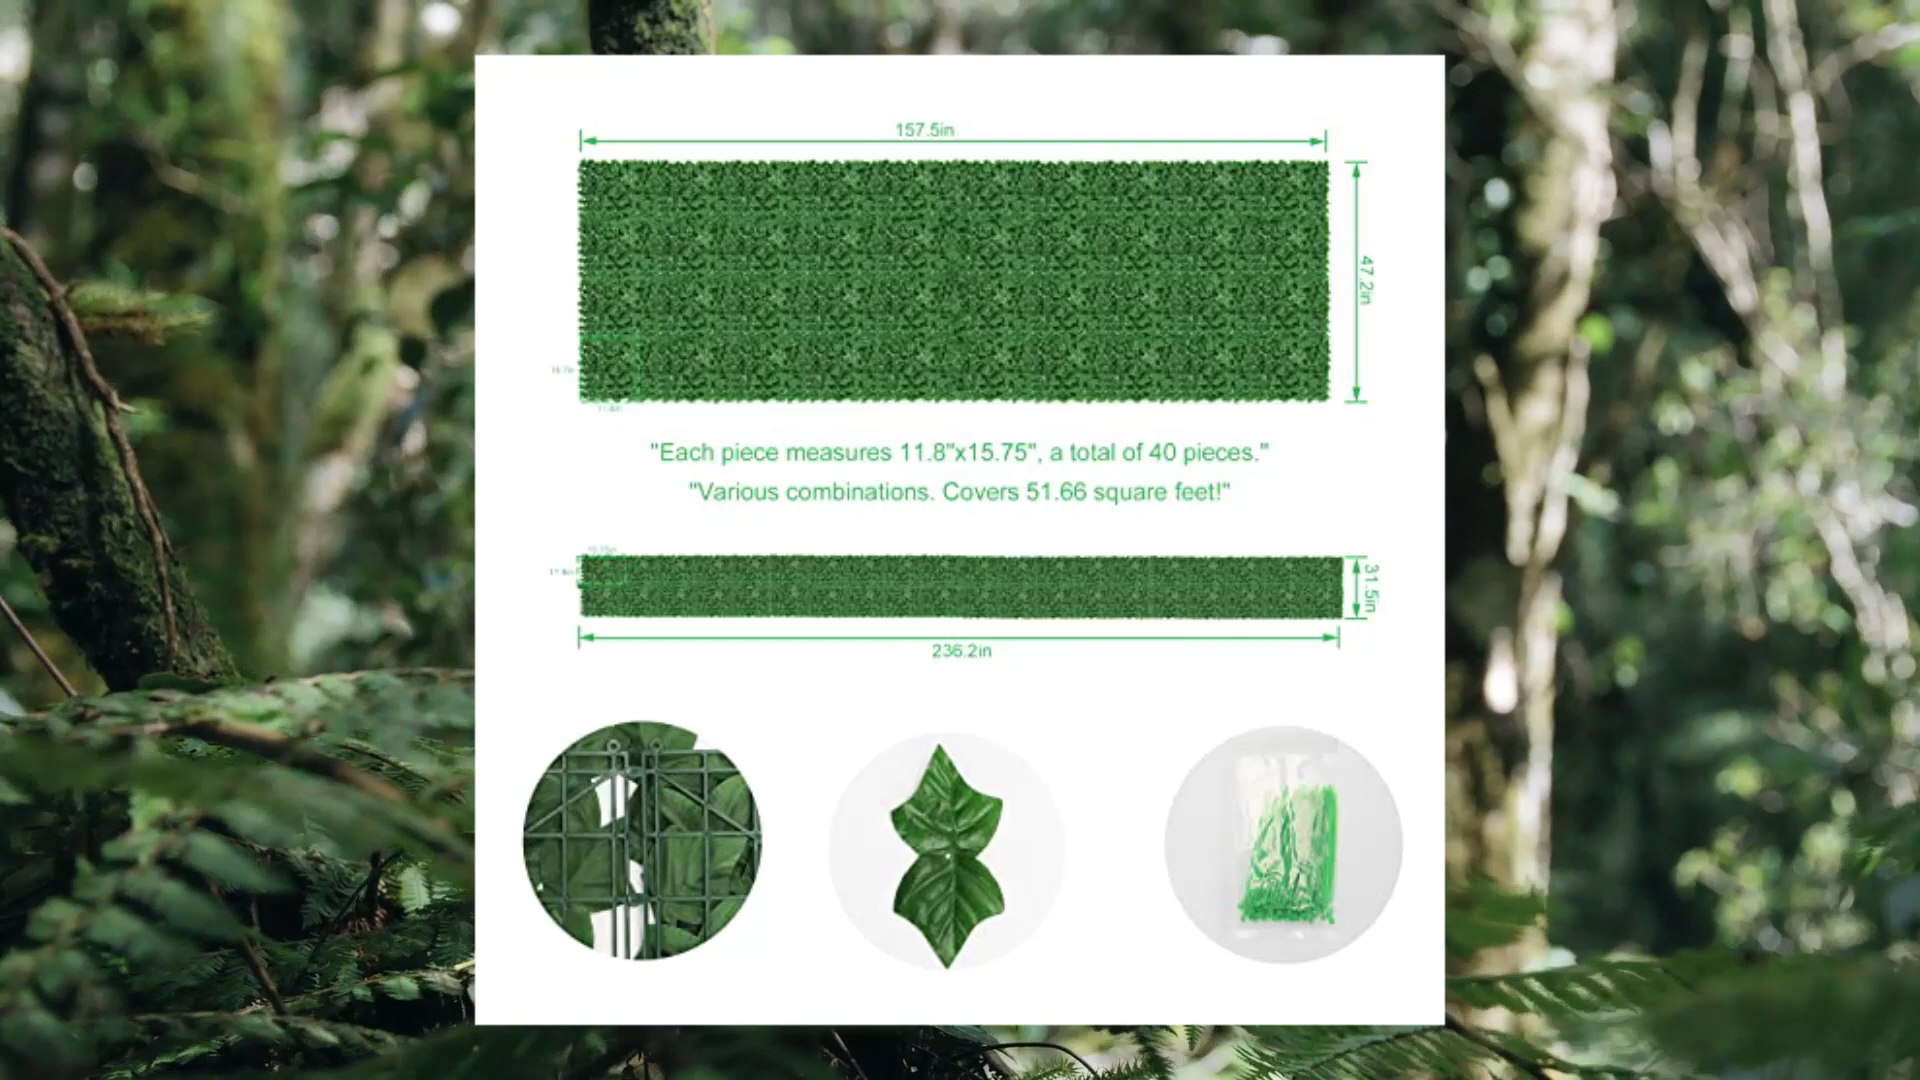 157.5in
47.2in
"Each piece measures 11.8"x15.75", a total of 40 pieces."
"Various combinations. Covers 51.66 square feet!"
31.5in
236.2in